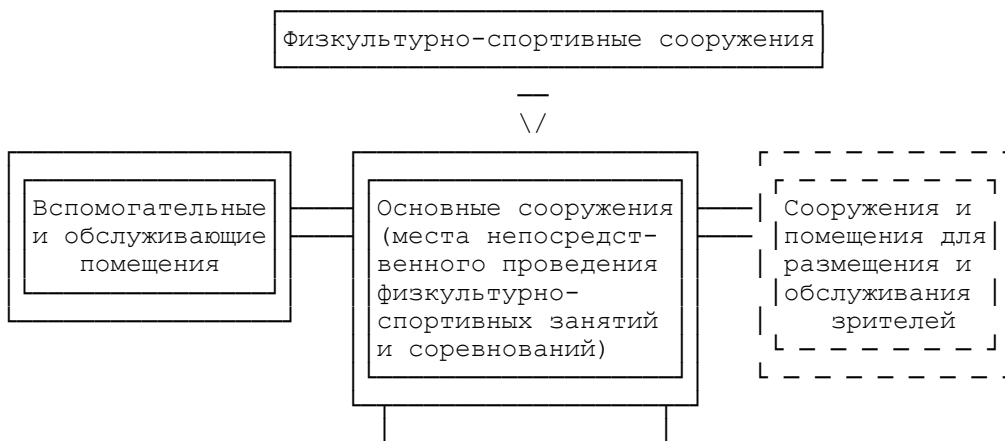 Физкультурно-спортивные сооружения
Вспомогательные
и обслуживающие
помещения
Основные сооружения
(места непосредст-
венного проведения
физкультурно-
спортивных занятий
и соревнований)
Сооружения и
помещения для
размещения и
обслуживания
зрителей